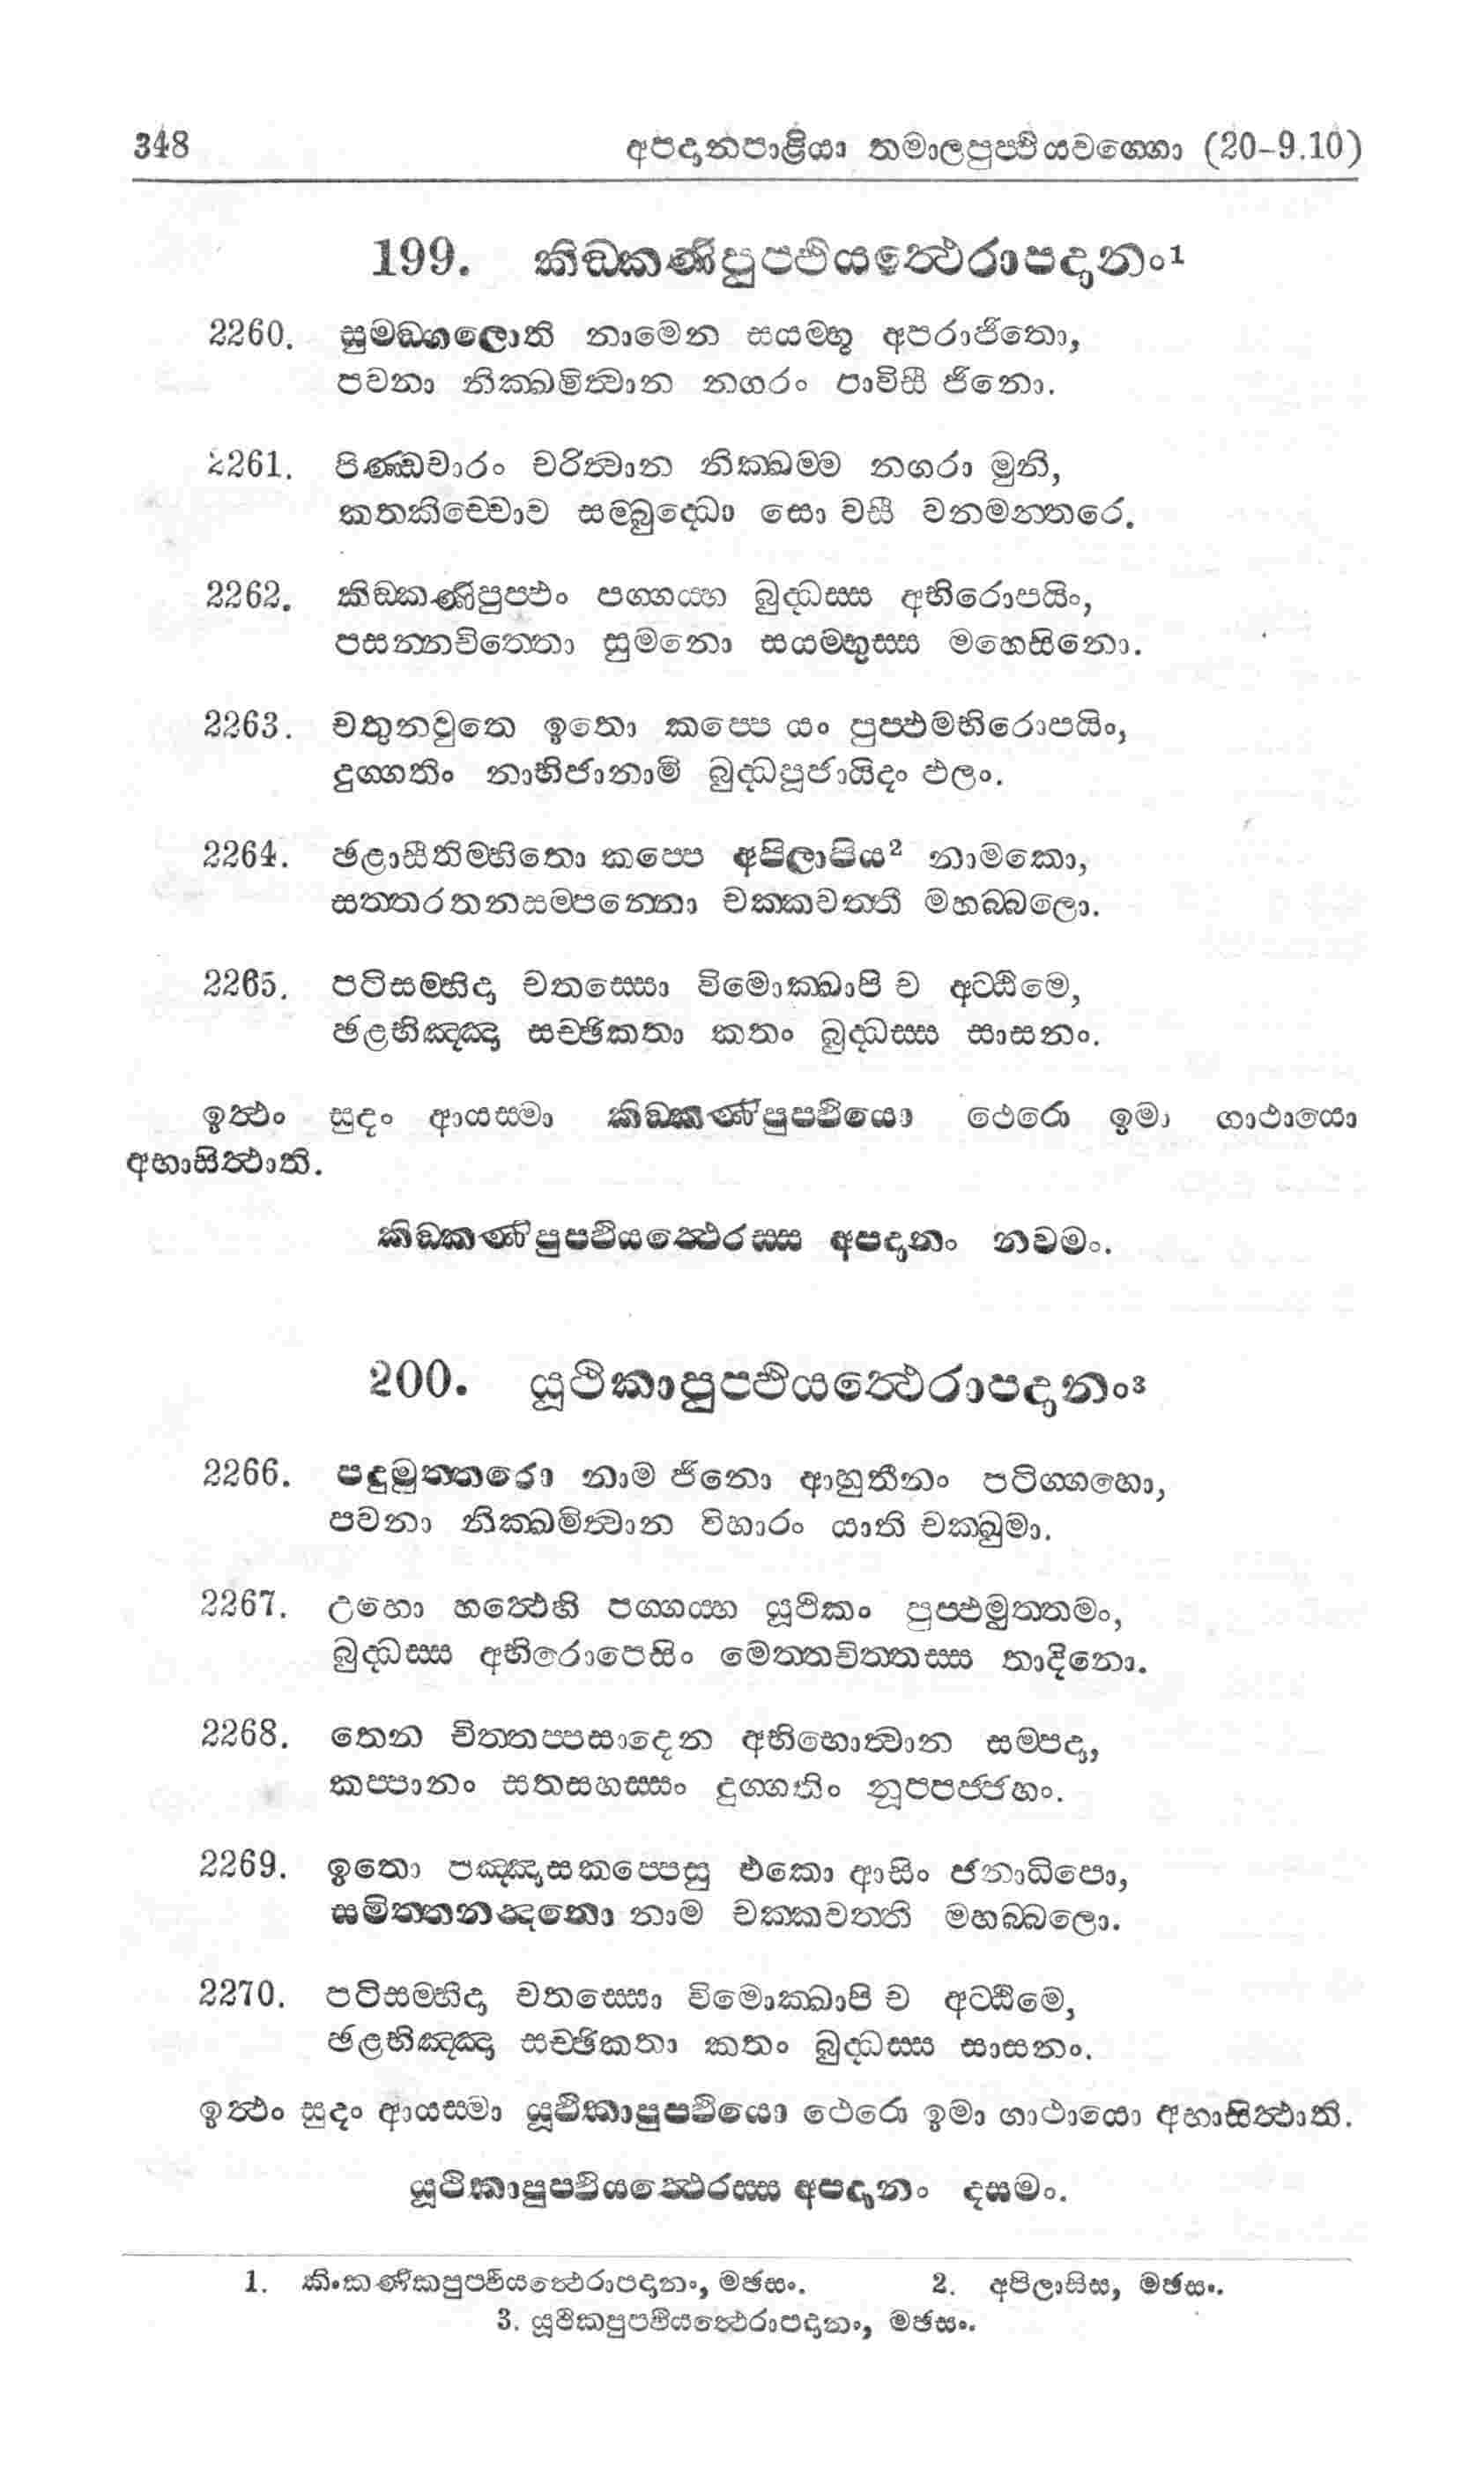 348 අපදානපාළියා තමාලපුප්ඵියවග්ගො (20-9.10)
199. කිඞ්කණිපුප්ඵියත්ථෙරාපදානං¹
2260. සුමඞ්ගලොති නාමෙන සයම්භූ අපරාජිතො,
පවනා නික්ඛමිත්වාන නගරං පාවිසී ජිනො.
2261. පිණ්ඩචාරං චරිත්වාන නික්ඛම්ම නගරා මුනි,
කතකිච්චොව සම්බුද්ධො සො වසී වනමන්තරෙ.
2262. කිඞ්කණිපුප්ඵං පග්ගය්හ බුද්ධස්ස අභිරොපයිං,
පසන්නචිත්තො සුමනො සයම්භුස්ස මහෙසිනො.
2263. චතුනවුතෙ ඉතො කප්පෙ යං පුප්ඵමභිරොපයිං,
දුග්ගතිං නාභිජානාමි බුද්ධපූජායිදං ඵලං.
2264. ඡළාසීතිම්හිතො කප්පෙ අපිලාපිය² නාමකො,
සත්තරතනසම්පන්නො චක්කවත්තී මහබ්බලො.
2265. පටිසම්භිදා චතස්සො විමොක්ඛාපි ච අට්ඨිමෙ,
ඡළභිඤ්ඤා සච්ඡිකතා කතං බුද්ධස්ස සාසනං.
ඉත්ථං සුදං ආයස්මා කිඞ්කණිපුප්ඵියො ථෙරො ඉමා ගාථායො
අභාසිත්ථාති.
කිඞ්කණිපුප්ඵියත්ථෙරස්ස අපදානං නවමං.
200. යූථිකාපුප්ඵියත්ථෙරාපදානං³
2266. පදුමුත්තරො නාම ජිනො ආහුතීනං පටිග්ගහො,
පවනා නික්ඛමිත්වාන විහාරං යාති චක්ඛුමා.
2267. උභො හත්ථෙහි පග්ගය්හ යූථිකං පුප්ඵමුත්තමං,
බුද්ධස්ස අභිරොපෙසිං මෙත්තචිත්තස්ස තාදිනො.
2268. තෙන චිත්තප්පසාදෙන අභිභොත්වාන සම්පදා,
කප්පානං සතසහස්සං දුග්ගතිං නූපපජ්ජහං.
2269. ඉතො පඤ්ඤාසකප්පෙසු එකො ආසිං ජනාධිපො,
සමිත්තනන්දනො නාම චක්කවත්ති මහබ්බලො.
2270. පටිසම්භිදා චතස්සො විමොක්ඛාපි ච අට්ඨිමෙ,
ඡළභිඤ්ඤා සච්ඡිකතා කතං බුද්ධස්ස සාසනං.
ඉත්ථං සුදං ආයස්මා යූථිකාපුප්ඵියො ථෙරො ඉමා ගාථායො අභාසිත්ථාති.
යූථිකාපුප්ඵියත්ථෙරස්ස අපදානං දසමං.
1. කිංකණිකපුප්ඵියත්ථෙරාපදානං, මඡසං. 2. අපිලාසිස, මඡසං.
3. යූථිකපුප්ඵියත්ථෙරාපදානං, මඡසං.